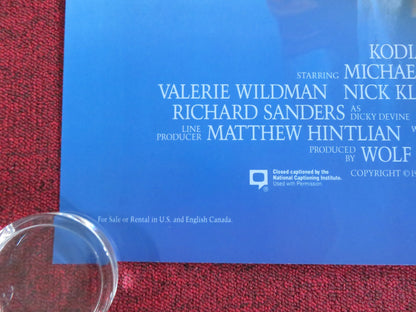 KODI
STARRING MICHAE
VALERIE WILDMAN NICK KL
RICHARD SANDERS AS DICKY DEVINE
LINE PRODUCER MATTHEW HINTLIAN
PRODUCED BY WOLF
Closed captioned by the
National Captioning Institute.
Used with Permission.
COPYRIGHT ©19
For Sale or Rental in U.S. and English Canada.